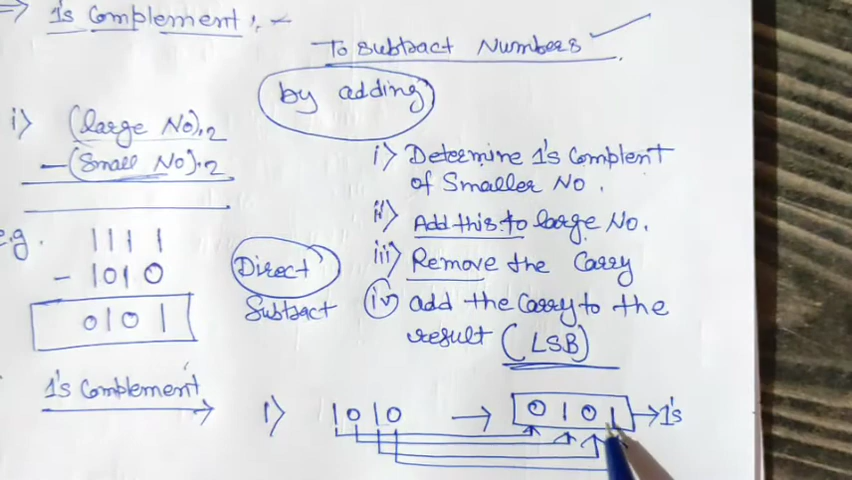 ⇒ 1's Complement :-
To subtract Numbers ✓
by adding
i> (large No).2
- (Small No).2
i> Determine 1's Complent
of Smaller No.
ii> Add this to large No.
iii> Remove the Carry
iv> add the Carry to the
result (LSB)
e.g. 1111
- 1010
0101
Direct
Subtract
1's Complement →
1> 1010 → 0101 → 1's